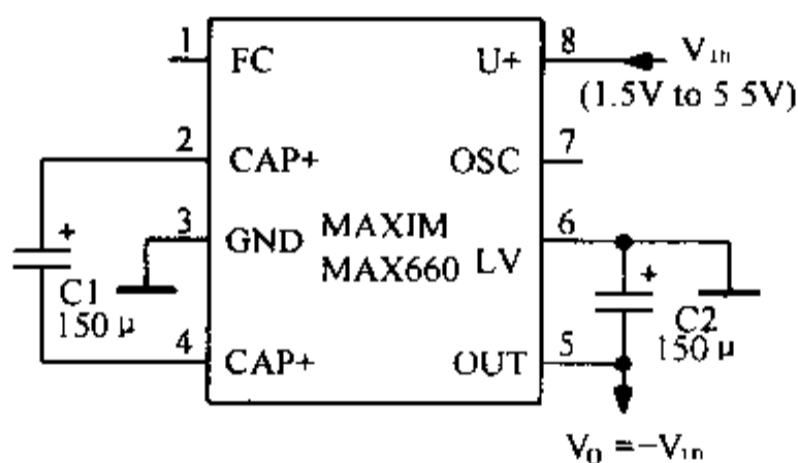 1
FC
U+
8
V_in
(1.5V to 5 5V)
2
CAP+
OSC
7
3
GND
MAXIM
MAX660
LV
6
+
C1
150 μ
+
C2
150 μ
4
CAP+
OUT
5
V_0 =-V_in